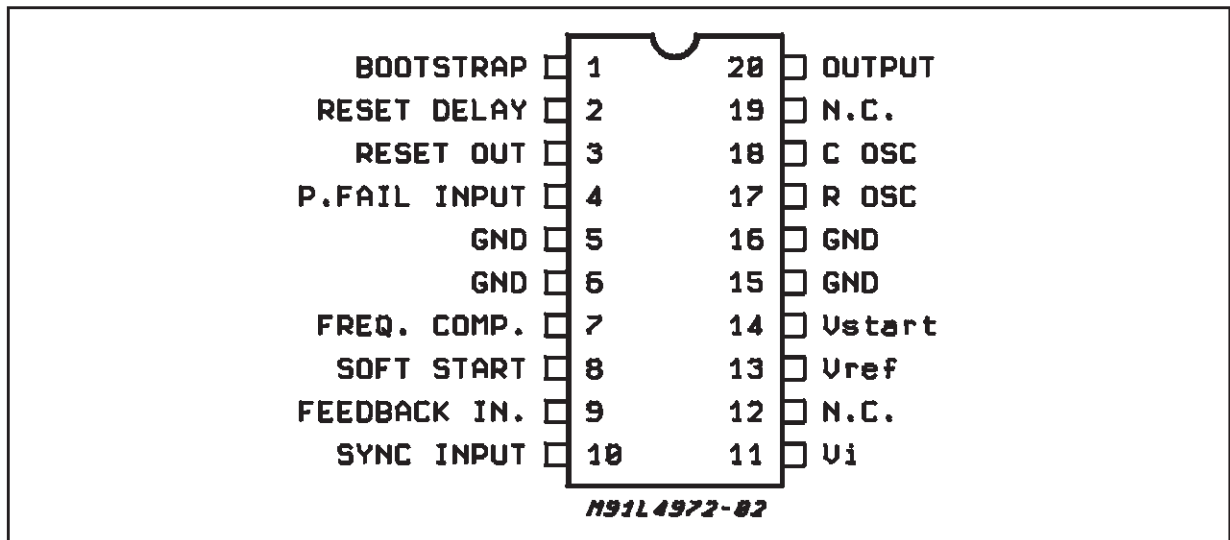 BOOTSTRAP 1 20 OUTPUT
RESET DELAY 2 19 N.C.
RESET OUT 3 18 C OSC
P.FAIL INPUT 4 17 R OSC
GND 5 16 GND
GND 6 15 GND
FREQ. COMP. 7 14 Vstart
SOFT START 8 13 Vref
FEEDBACK IN. 9 12 N.C.
SYNC INPUT 10 11 Vi
M91L4972-02